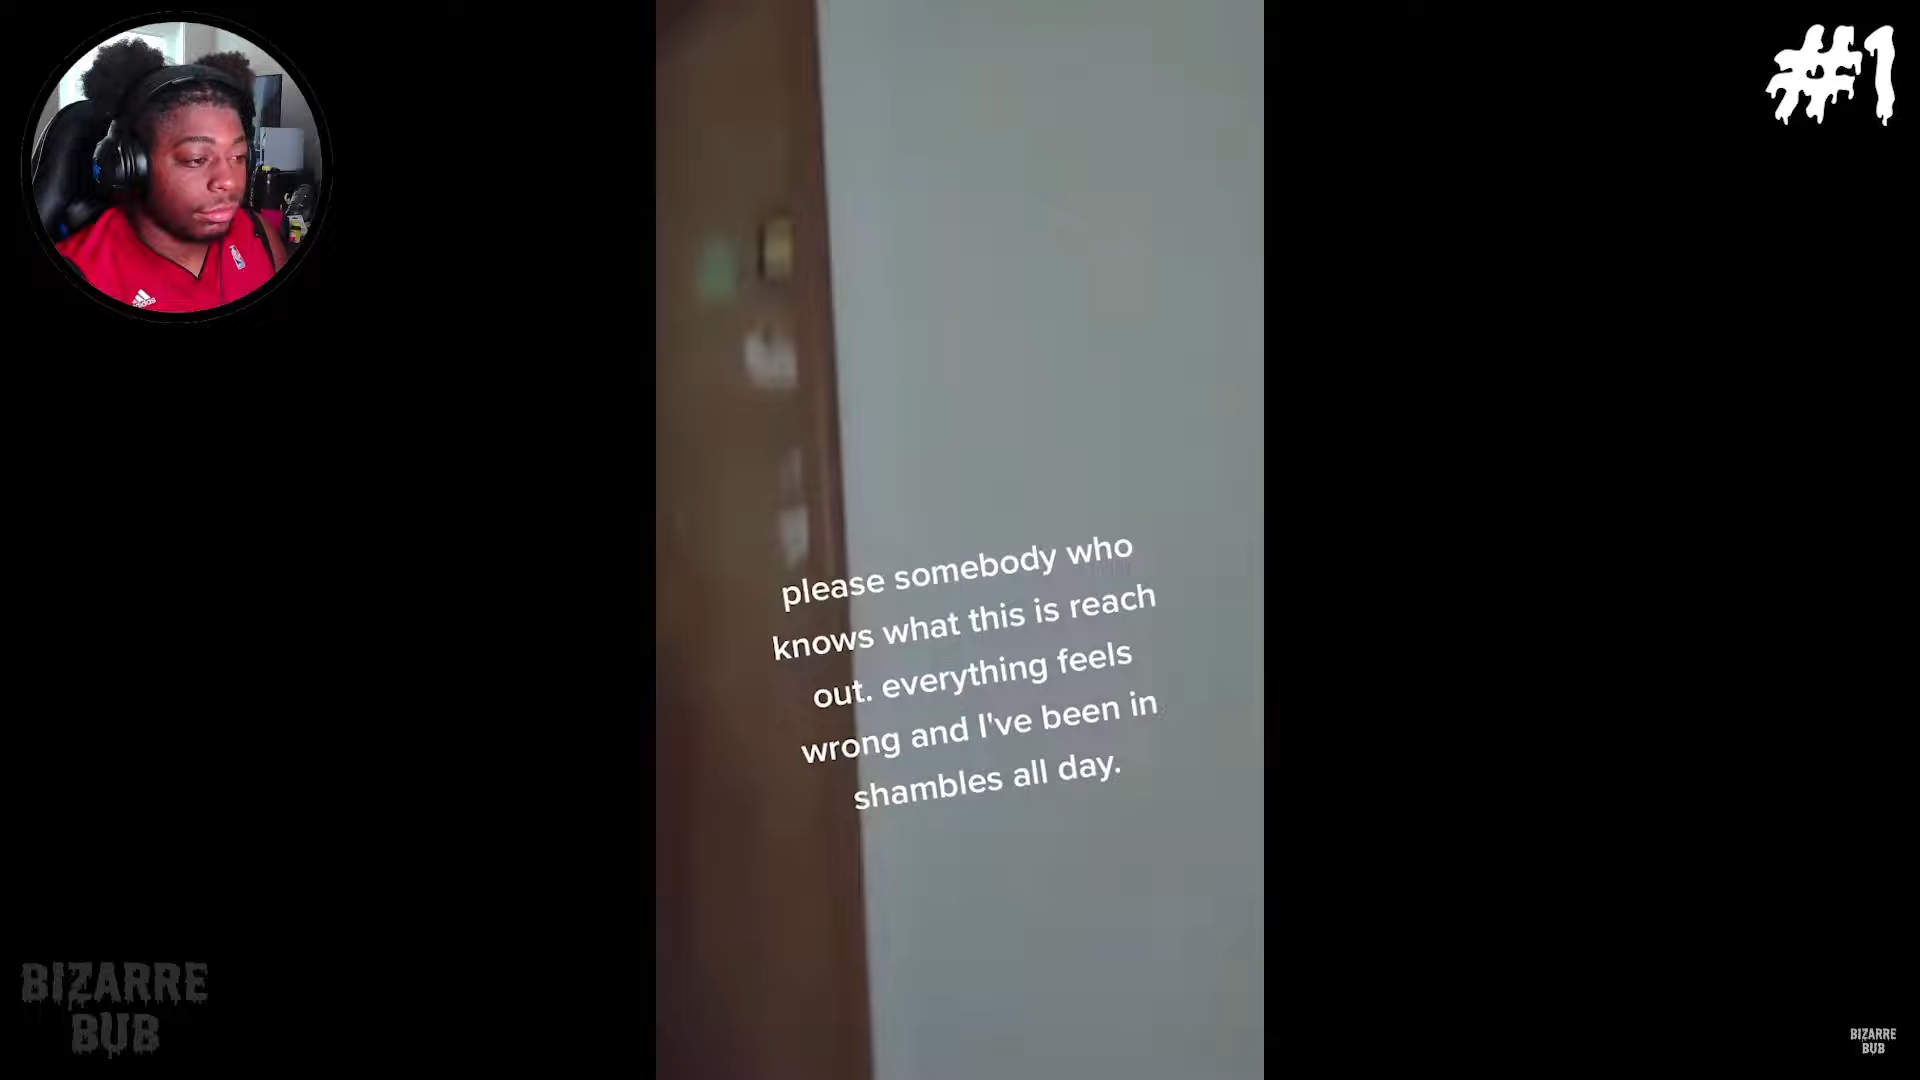 #1
please somebody who
knows what this is reach
out. everything feels
wrong and I've been in
shambles all day.
BIZARRE
BUB
BIZARRE
BUB
adidas